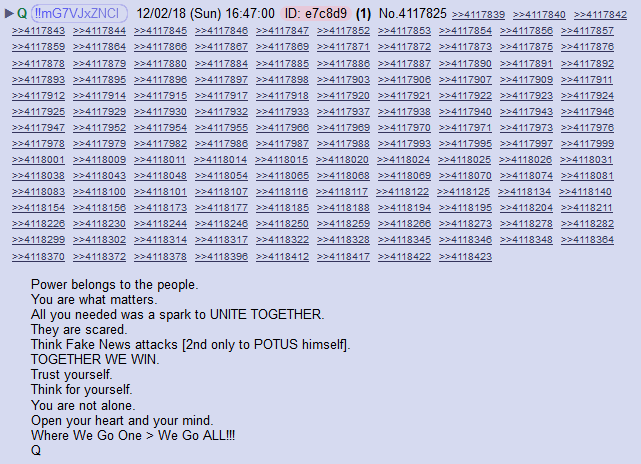 ▶ Q !!mG7VJxZNCI 12/02/18 (Sun) 16:47:00 ID: e7c8d9 (1) No.4117825 >>4117839 >>4117840 >>4117842
>>4117843 >>4117844 >>4117845 >>4117846 >>4117847 >>4117852 >>4117853 >>4117854 >>4117856 >>4117857
>>4117859 >>4117864 >>4117866 >>4117867 >>4117869 >>4117871 >>4117872 >>4117873 >>4117875 >>4117876
>>4117878 >>4117879 >>4117880 >>4117884 >>4117885 >>4117886 >>4117887 >>4117890 >>4117891 >>4117892
>>4117893 >>4117895 >>4117896 >>4117897 >>4117898 >>4117903 >>4117906 >>4117907 >>4117909 >>4117911
>>4117912 >>4117914 >>4117915 >>4117917 >>4117918 >>4117920 >>4117921 >>4117922 >>4117923 >>4117924
>>4117925 >>4117929 >>4117930 >>4117932 >>4117933 >>4117937 >>4117938 >>4117940 >>4117943 >>4117946
>>4117947 >>4117952 >>4117954 >>4117955 >>4117966 >>4117969 >>4117970 >>4117971 >>4117973 >>4117976
>>4117978 >>4117979 >>4117982 >>4117986 >>4117987 >>4117988 >>4117993 >>4117995 >>4117997 >>4117999
>>4118001 >>4118009 >>4118011 >>4118014 >>4118015 >>4118020 >>4118024 >>4118025 >>4118026 >>4118031
>>4118038 >>4118043 >>4118048 >>4118054 >>4118065 >>4118068 >>4118069 >>4118070 >>4118074 >>4118081
>>4118083 >>4118100 >>4118101 >>4118107 >>4118116 >>4118117 >>4118122 >>4118125 >>4118134 >>4118140
>>4118154 >>4118156 >>4118173 >>4118177 >>4118185 >>4118188 >>4118194 >>4118195 >>4118204 >>4118211
>>4118226 >>4118230 >>4118244 >>4118246 >>4118250 >>4118259 >>4118266 >>4118273 >>4118278 >>4118282
>>4118299 >>4118302 >>4118314 >>4118317 >>4118322 >>4118328 >>4118345 >>4118346 >>4118348 >>4118364
>>4118370 >>4118372 >>4118378 >>4118396 >>4118412 >>4118417 >>4118422 >>4118423
Power belongs to the people.
You are what matters.
All you needed was a spark to UNITE TOGETHER.
They are scared.
Think Fake News attacks [2nd only to POTUS himself].
TOGETHER WE WIN.
Trust yourself.
Think for yourself.
You are not alone.
Open your heart and your mind.
Where We Go One > We Go ALL!!!
Q